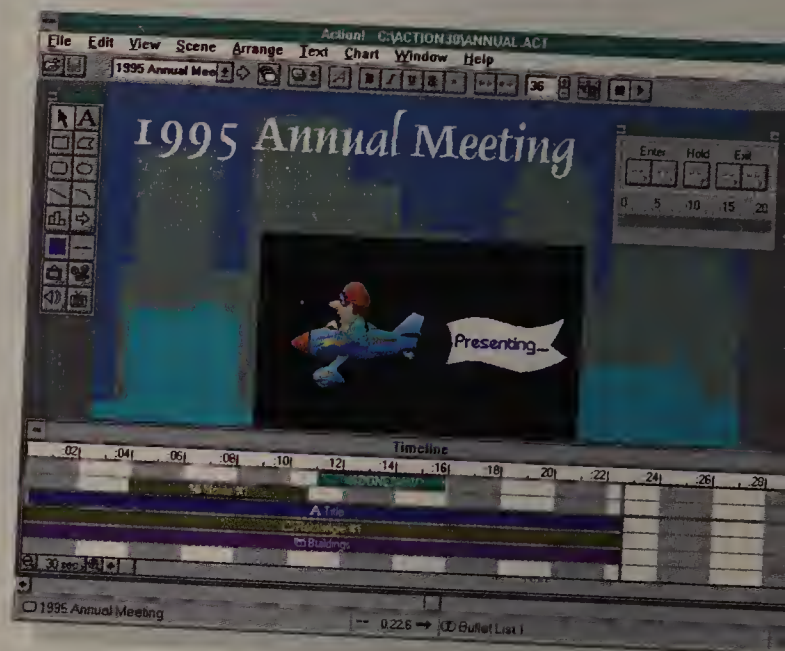 Action! C:\ACTION30\ANNUAL.ACT
File Edit View Scene Arrange Text Chart Window Help
1995 Annual Mee 36
1995 Annual Meeting
Enter Hold Exit
0 5 10 15 20
Presenting...
Timeline
:02 :04 :06 :08 :10 :12 :14 :16 :18 :20 :22 :24 :26 :28
A Title
Buildings
30 sec
1995 Annual Meeting 0:22.6 Bullet List 1